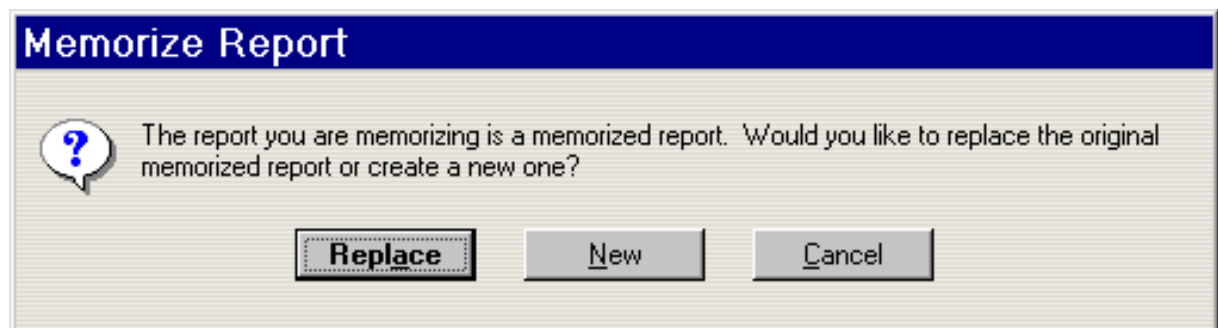 Memorize Report
The report you are memorizing is a memorized report.  Would you like to replace the original
memorized report or create a new one?
Replace New Cancel